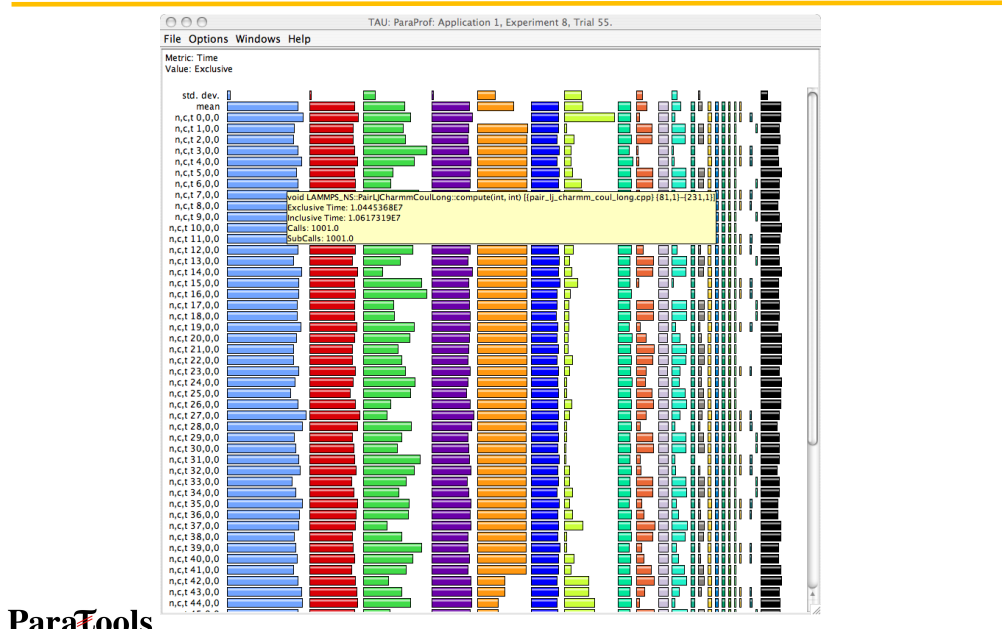 TAU: ParaProf: Application 1, Experiment 8, Trial 55.
File Options Windows Help
Metric: Time
Value: Exclusive
std. dev.
mean
n,c,t 0,0,0
n,c,t 1,0,0
n,c,t 2,0,0
n,c,t 3,0,0
n,c,t 4,0,0
n,c,t 5,0,0
n,c,t 6,0,0
n,c,t 7,0,0
n,c,t 8,0,0
n,c,t 9,0,0
n,c,t 10,0,0
n,c,t 11,0,0
void LAMMPS_NS::PairLJCharmmCoulLong::compute(int, int) [{pair_lj_charmm_coul_long.cpp} {81,1}-{231,1}]
Exclusive Time: 1.0445368E7
Inclusive Time: 1.0617319E7
Calls: 1001.0
SubCalls: 1001.0
n,c,t 12,0,0
n,c,t 13,0,0
n,c,t 14,0,0
n,c,t 15,0,0
n,c,t 16,0,0
n,c,t 17,0,0
n,c,t 18,0,0
n,c,t 19,0,0
n,c,t 20,0,0
n,c,t 21,0,0
n,c,t 22,0,0
n,c,t 23,0,0
n,c,t 24,0,0
n,c,t 25,0,0
n,c,t 26,0,0
n,c,t 27,0,0
n,c,t 28,0,0
n,c,t 29,0,0
n,c,t 30,0,0
n,c,t 31,0,0
n,c,t 32,0,0
n,c,t 33,0,0
n,c,t 34,0,0
n,c,t 35,0,0
n,c,t 36,0,0
n,c,t 37,0,0
n,c,t 38,0,0
n,c,t 39,0,0
n,c,t 40,0,0
n,c,t 41,0,0
n,c,t 42,0,0
n,c,t 43,0,0
n,c,t 44,0,0
ParaTools